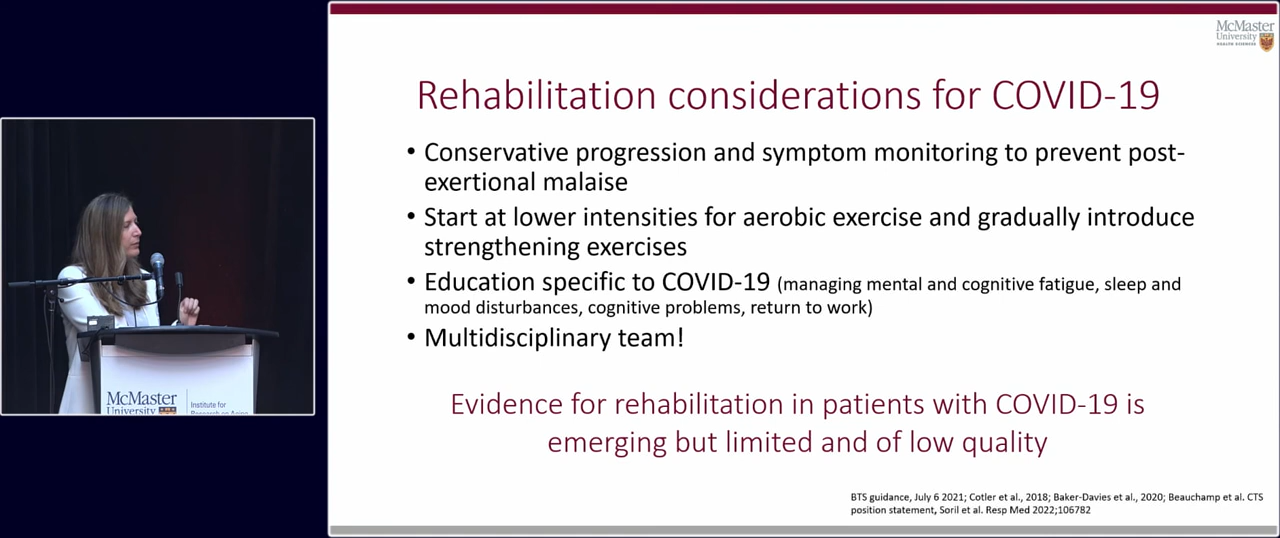 McMaster
University
HEALTH SCIENCES
Rehabilitation considerations for COVID-19
• Conservative progression and symptom monitoring to prevent post-
exertional malaise
• Start at lower intensities for aerobic exercise and gradually introduce
strengthening exercises
• Education specific to COVID-19 (managing mental and cognitive fatigue, sleep and
mood disturbances, cognitive problems, return to work)
• Multidisciplinary team!
Evidence for rehabilitation in patients with COVID-19 is
emerging but limited and of low quality
BTS guidance, July 6 2021; Cotler et al., 2018; Baker-Davies et al., 2020; Beauchamp et al. CTS
position statement, Soril et al. Resp Med 2022;106782
McMaster
University
Institute for
Research on Aging